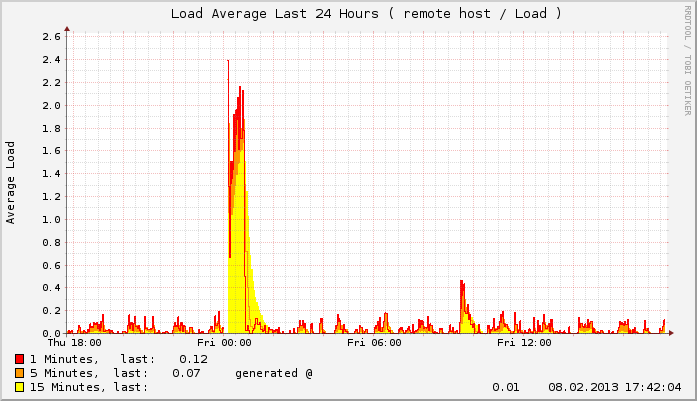 Load Average Last 24 Hours ( remote host / Load )
RRDTOOL / TOBI OETIKER
Average Load
2.6
2.4
2.2
2.0
1.8
1.6
1.4
1.2
1.0
0.8
0.6
0.4
0.2
0.0
Thu 18:00 Fri 00:00 Fri 06:00 Fri 12:00
1 Minutes, last: 0.12
5 Minutes, last: 0.07 generated @
15 Minutes, last: 0.01 08.02.2013 17:42:04